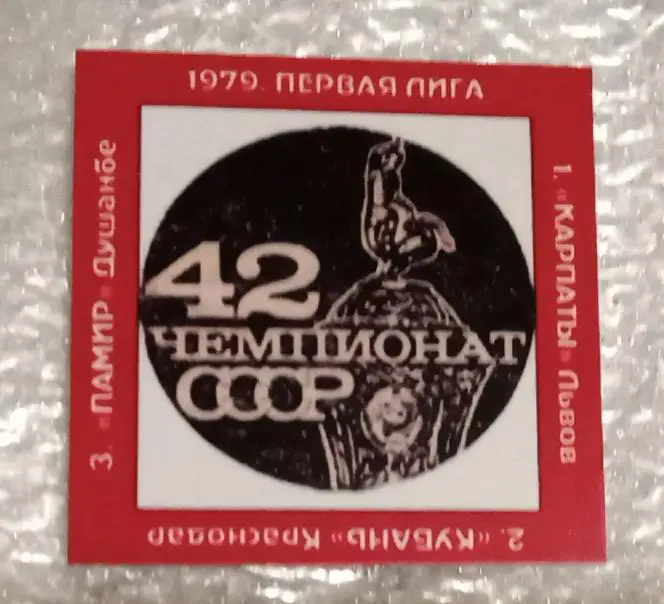 1979. ПЕРВАЯ ЛИГА
1. «КАРПАТЫ» Львов
2. «КУБАНЬ» Краснодар
3. «ПАМИР» Душанбе
42
ЧЕМПИОНАТ
СССР